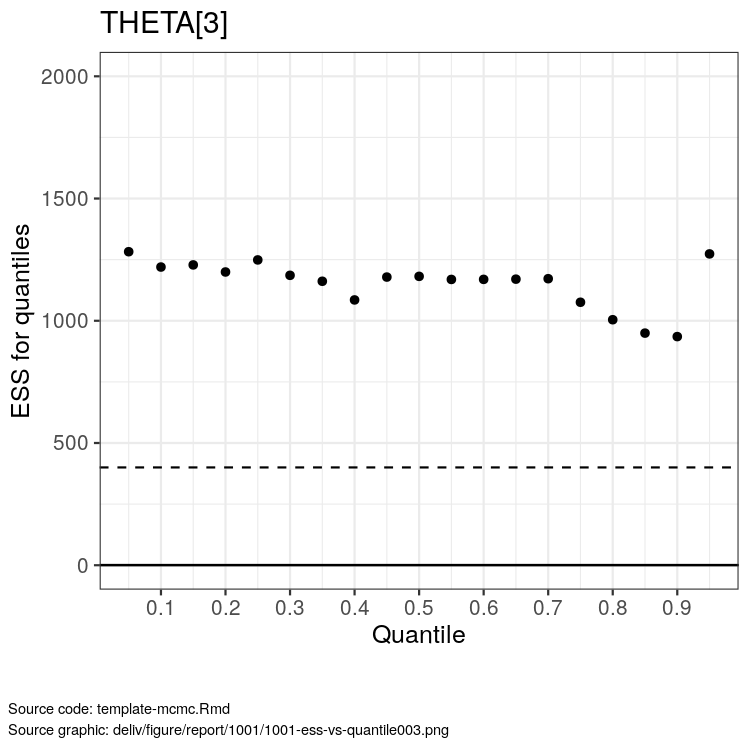 THETA[3]
2000
1500
1000
500
0
ESS for quantiles
0.1 0.2 0.3 0.4 0.5 0.6 0.7 0.8 0.9
Quantile
Source code: template-mcmc.Rmd
Source graphic: deliv/figure/report/1001/1001-ess-vs-quantile003.png